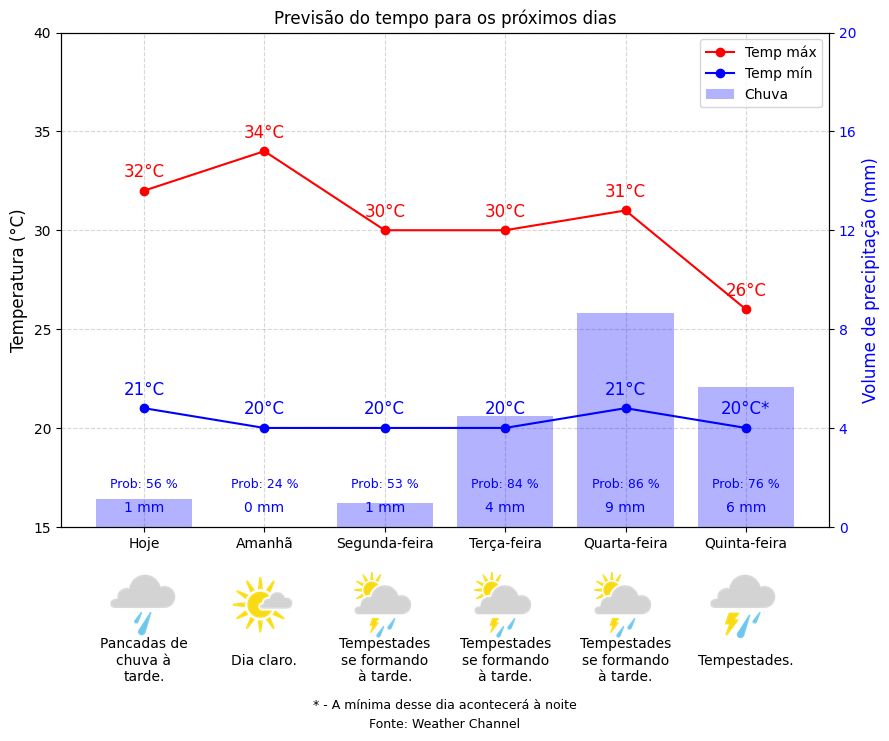 Previsão do tempo para os próximos dias
40
35
30
25
20
15
Temperatura (°C)
20
16
12
8
4
0
Volume de precipitação (mm)
Temp máx
Temp mín
Chuva
32°C
34°C
30°C
30°C
31°C
26°C
21°C
20°C
20°C
20°C
21°C
20°C*
Prob: 56 %
Prob: 24 %
Prob: 53 %
Prob: 84 %
Prob: 86 %
Prob: 76 %
1 mm
0 mm
1 mm
4 mm
9 mm
6 mm
Hoje
Amanhã
Segunda-feira
Terça-feira
Quarta-feira
Quinta-feira
Pancadas de
chuva à
tarde.
Dia claro.
Tempestades
se formando
à tarde.
Tempestades
se formando
à tarde.
Tempestades
se formando
à tarde.
Tempestades.
* - A mínima desse dia acontecerá à noite
Fonte: Weather Channel